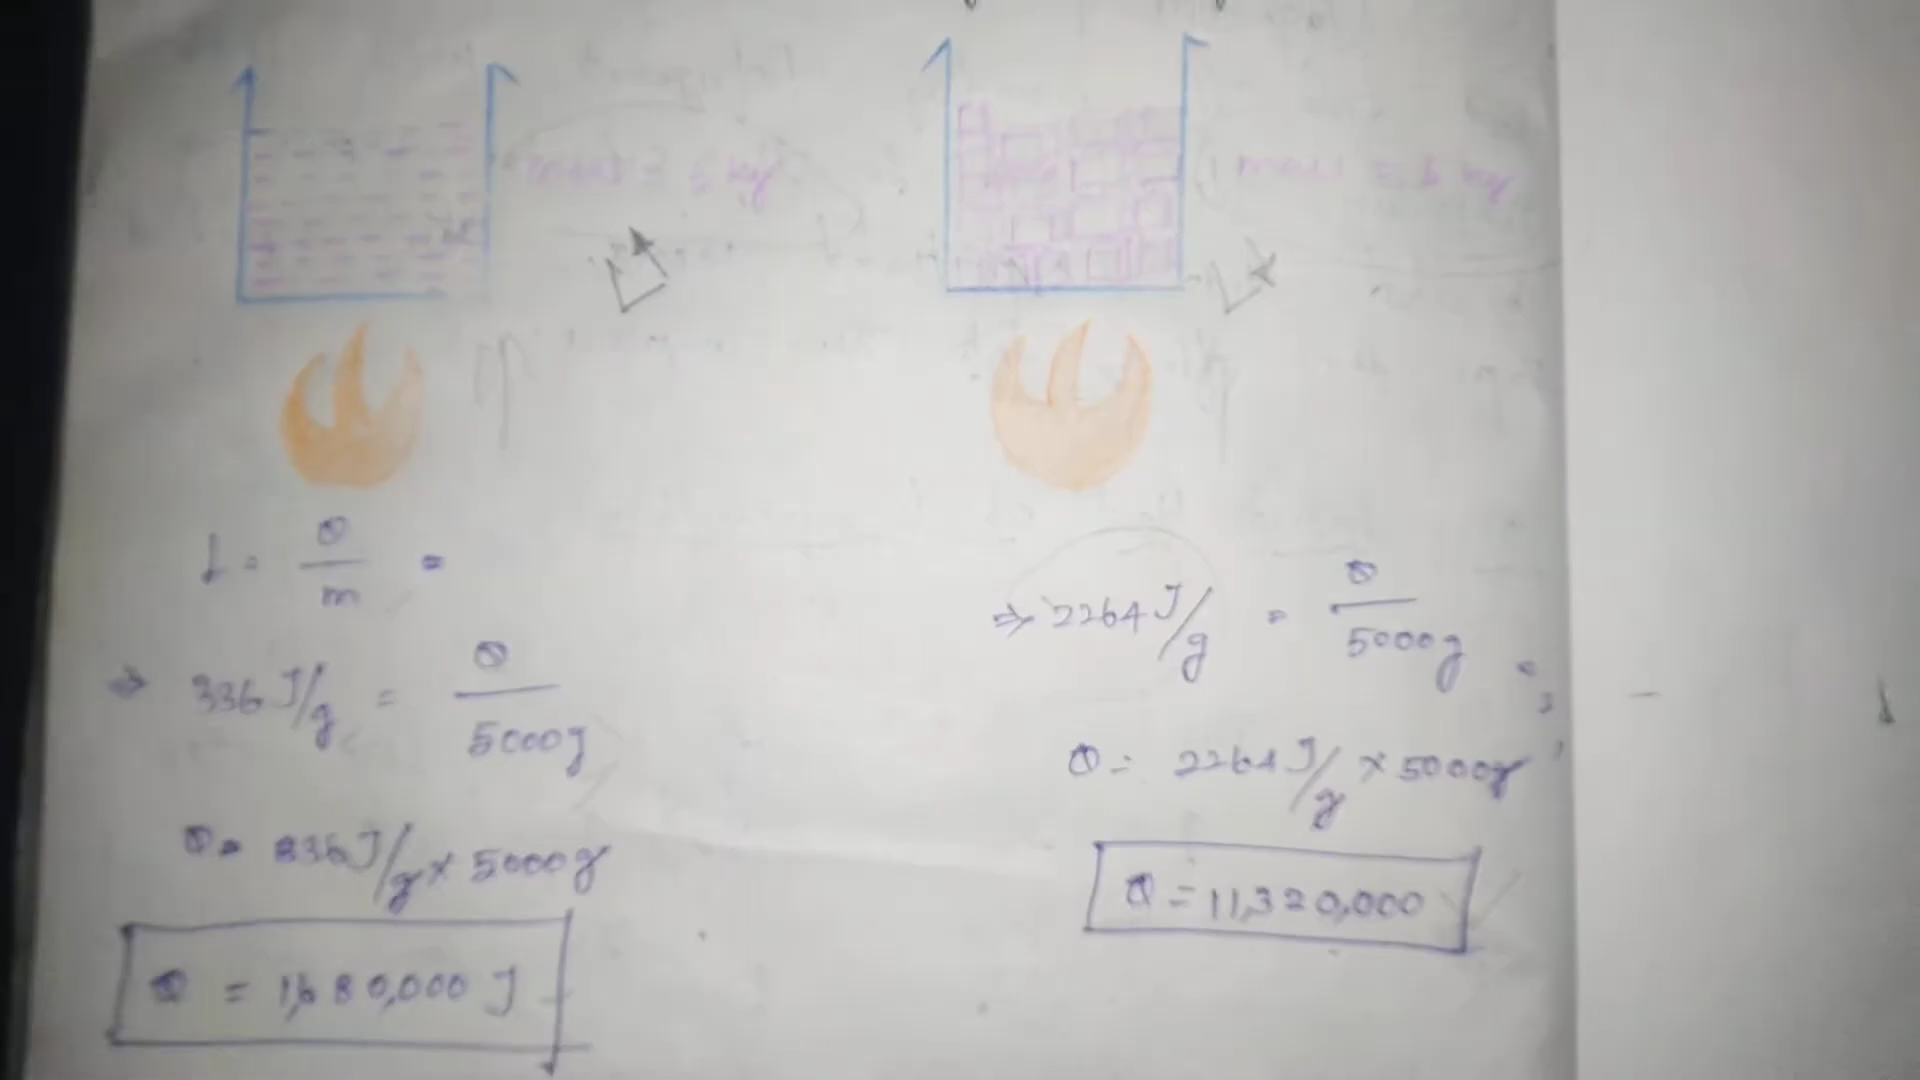 mass = 5 kg
mass = 5 kg
L = Q/m =
⇒ 336 J/g = Q/5000g
Q = 336 J/g × 5000g
Q = 1,680,000 J
⇒ 2264 J/g = Q/5000g
Q = 2264 J/g × 5000g
Q = 11,320,000